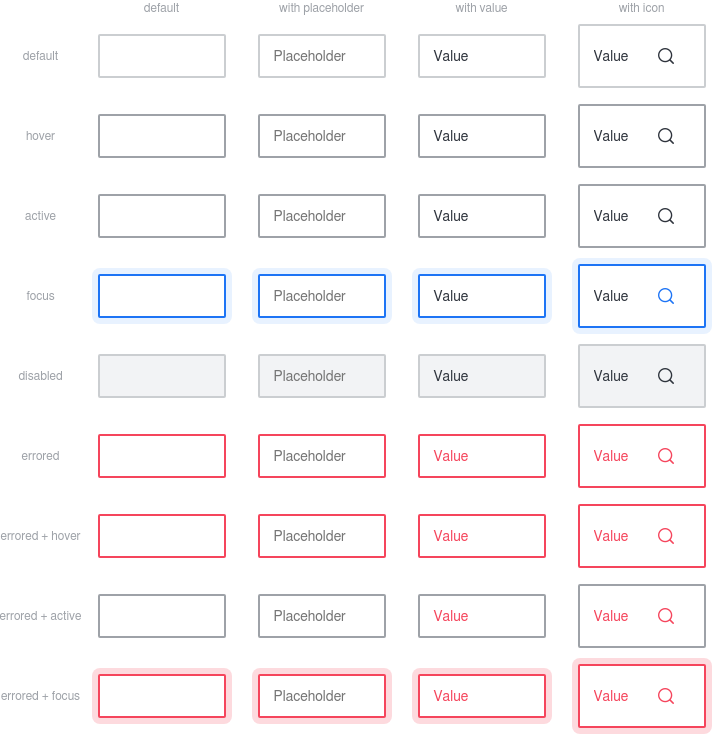 default with placeholder with value with icon
default Value Placeholder Value
hover Placeholder Value Value
active Placeholder Value Value
focus Placeholder Value Value
disabled Placeholder Value Value
errored Placeholder Value Value
errored + hover Placeholder Value Value
errored + active Placeholder Value Value
errored + focus Placeholder Value Value